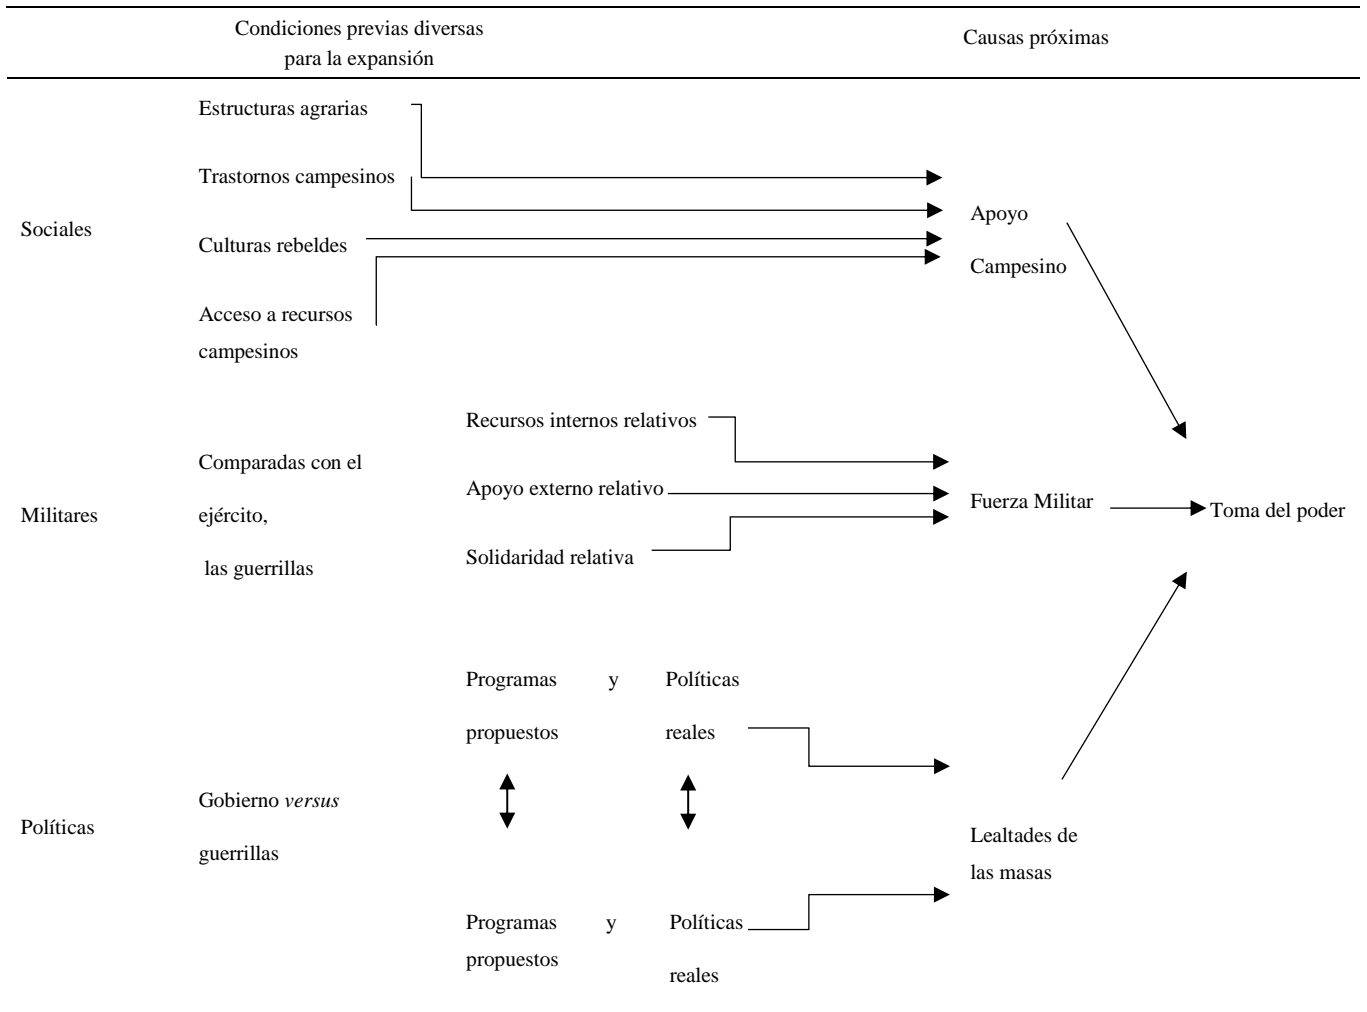 Condiciones previas diversas
para la expansión
Causas próximas
Sociales
Estructuras agrarias
Trastornos campesinos
Culturas rebeldes
Acceso a recursos
campesinos
Apoyo
Campesino
Militares
Comparadas con el
ejército,
las guerrillas
Recursos internos relativos
Apoyo externo relativo
Solidaridad relativa
Fuerza Militar
Toma del poder
Políticas
Gobierno versus
guerrillas
Programas y Políticas
propuestos reales
Programas y Políticas
propuestos
reales
Lealtades de
las masas